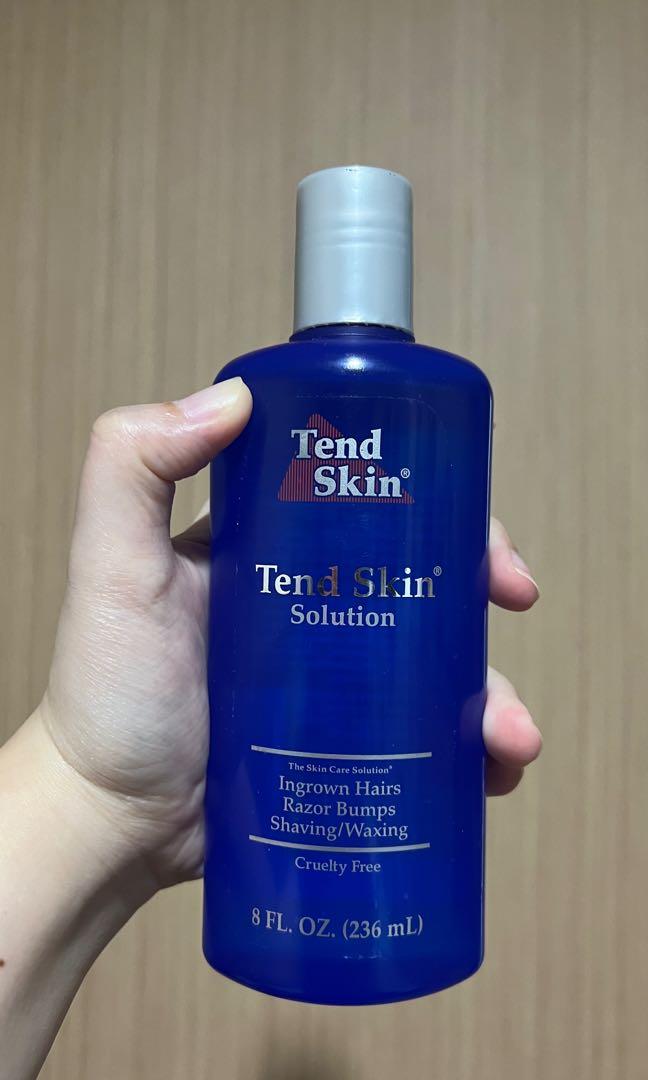 Tend
Skin®
Tend Skin®
Solution
The Skin Care Solution®
Ingrown Hairs
Razor Bumps
Shaving/Waxing
Cruelty Free
8 FL. OZ. (236 mL)